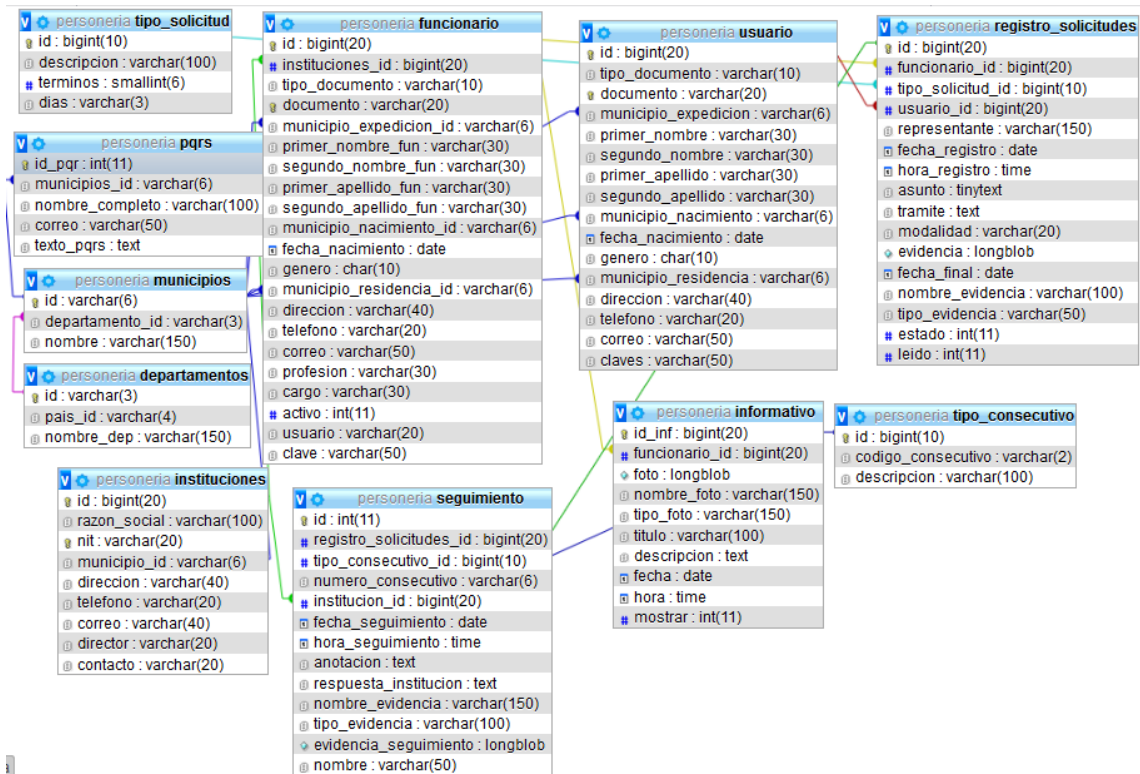 personeria tipo_solicitud
id : bigint(10)
descripcion : varchar(100)
terminos : smallint(6)
dias : varchar(3)
personeria pqrs
id_pqr : int(11)
municipios_id : varchar(6)
nombre_completo : varchar(100)
correo : varchar(50)
texto_pqrs : text
personeria municipios
id : varchar(6)
departamento_id : varchar(3)
nombre : varchar(150)
personeria departamentos
id : varchar(3)
pais_id : varchar(4)
nombre_dep : varchar(150)
personeria instituciones
id : bigint(20)
razon_social : varchar(100)
nit : varchar(20)
municipio_id : varchar(6)
direccion : varchar(40)
telefono : varchar(20)
correo : varchar(40)
director : varchar(20)
contacto : varchar(20)
personeria funcionario
id : bigint(20)
instituciones_id : bigint(20)
tipo_documento : varchar(10)
documento : varchar(20)
municipio_expedicion_id : varchar(6)
primer_nombre_fun : varchar(30)
segundo_nombre_fun : varchar(30)
primer_apellido_fun : varchar(30)
segundo_apellido_fun : varchar(30)
municipio_nacimiento_id : varchar(6)
fecha_nacimiento : date
genero : char(10)
municipio_residencia_id : varchar(6)
direccion : varchar(40)
telefono : varchar(20)
correo : varchar(50)
profesion : varchar(30)
cargo : varchar(30)
activo : int(11)
usuario : varchar(20)
clave : varchar(50)
personeria seguimiento
id : int(11)
registro_solicitudes_id : bigint(20)
tipo_consecutivo_id : bigint(10)
numero_consecutivo : varchar(6)
institucion_id : bigint(20)
fecha_seguimiento : date
hora_seguimiento : time
anotacion : text
respuesta_institucion : text
nombre_evidencia : varchar(150)
tipo_evidencia : varchar(100)
evidencia_seguimiento : longblob
nombre : varchar(50)
personeria usuario
id : bigint(20)
tipo_documento : varchar(10)
documento : varchar(20)
municipio_expedicion : varchar(6)
primer_nombre : varchar(30)
segundo_nombre : varchar(30)
primer_apellido : varchar(30)
segundo_apellido : varchar(30)
municipio_nacimiento : varchar(6)
fecha_nacimiento : date
genero : char(10)
municipio_residencia : varchar(6)
direccion : varchar(40)
telefono : varchar(20)
correo : varchar(50)
claves : varchar(50)
personeria informativo
id_inf : bigint(20)
funcionario_id : bigint(20)
foto : longblob
nombre_foto : varchar(150)
tipo_foto : varchar(150)
titulo : varchar(100)
descripcion : text
fecha : date
hora : time
mostrar : int(11)
personeria registro_solicitudes
id : bigint(20)
funcionario_id : bigint(20)
tipo_solicitud_id : bigint(10)
usuario_id : bigint(20)
representante : varchar(150)
fecha_registro : date
hora_registro : time
asunto : tinytext
tramite : text
modalidad : varchar(20)
evidencia : longblob
fecha_final : date
nombre_evidencia : varchar(100)
tipo_evidencia : varchar(50)
estado : int(11)
leido : int(11)
personeria tipo_consecutivo
id : bigint(10)
codigo_consecutivo : varchar(2)
descripcion : varchar(100)